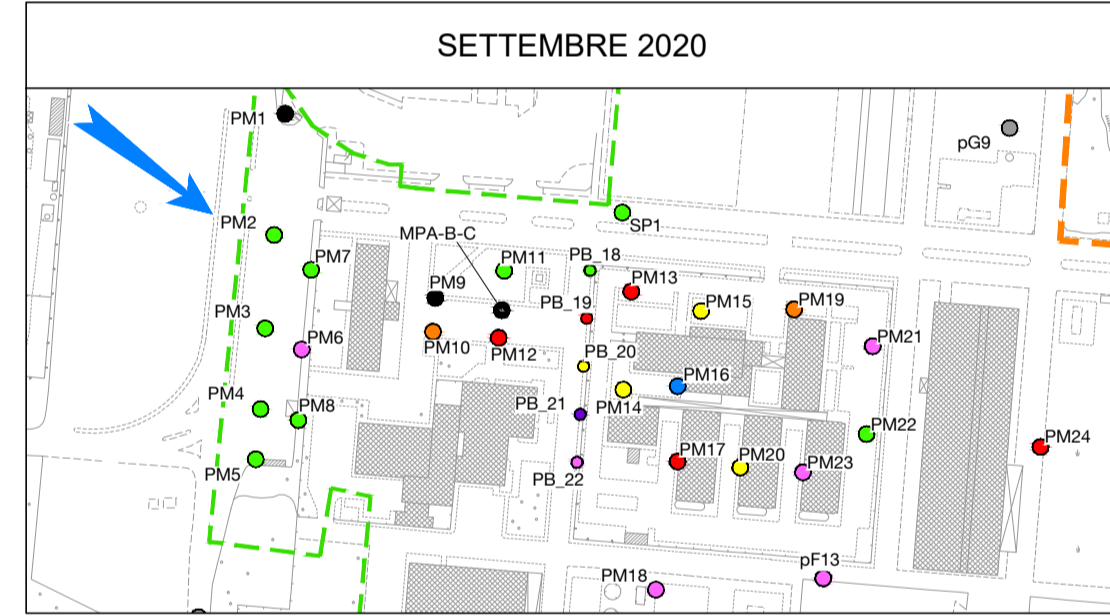 SETTEMBRE 2020
PM1
pG9
PM2
SP1
MPA-B-C
PM7
PM11
PB_18
PM13
PM9
PB_19
PM15
PM19
PM3
PM6
PM10
PM12
PB_20
PM21
PM16
PM4
PM8
PB_21
PM14
PM22
PM24
PM5
PM17
PM20
PM23
PB_22
pF13
PM18